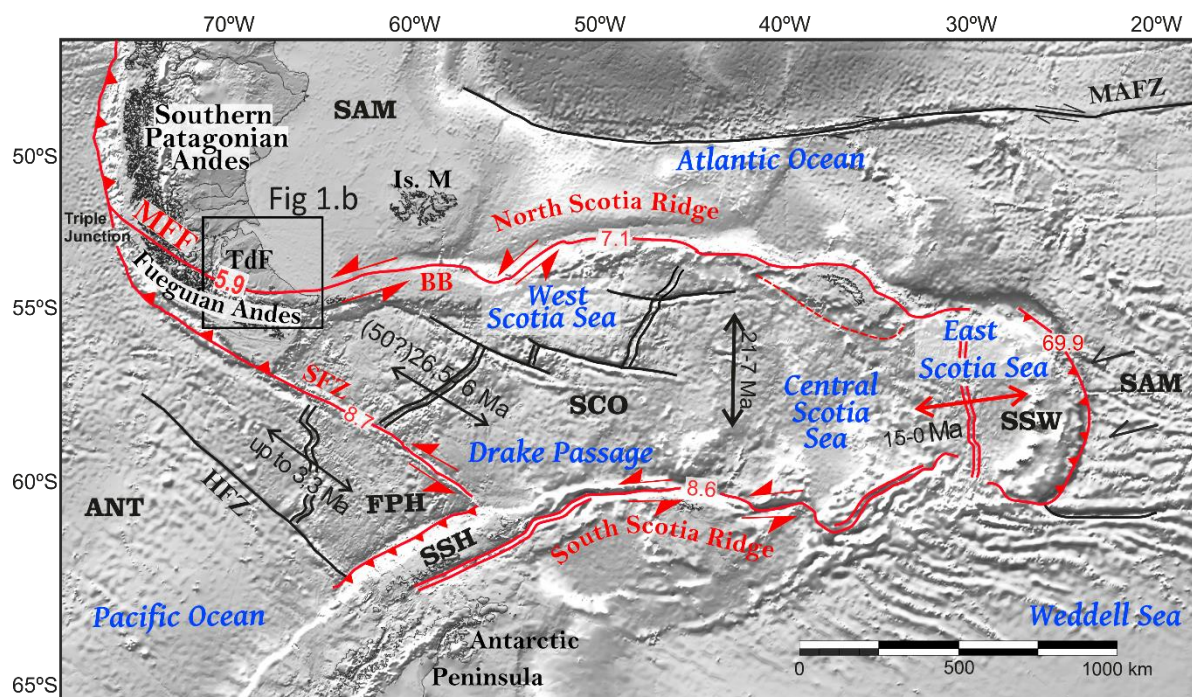 70ºW
60ºW
50ºW
40ºW
30ºW
20ºW
50ºS
55ºS
60ºS
65ºS
Southern
Patagonian
Andes
SAM
MAFZ
Atlantic Ocean
Is. M
Fig 1.b
North Scotia Ridge
7.1
Triple
Junction
MFF
TdF
5.9
BB
Fueguian Andes
West
Scotia Sea
East
Scotia Sea
69.9
SAM
(50?)26.5-6 Ma
21-7 Ma
SFZ
8.7
SCO
Central
Scotia
Sea
SSW
15-0 Ma
Drake Passage
up to 3.3 Ma
HFZ
ANT
FPH
8.6
SSH
South Scotia Ridge
Pacific Ocean
Weddell Sea
Antarctic
Peninsula
0
500
1000 km